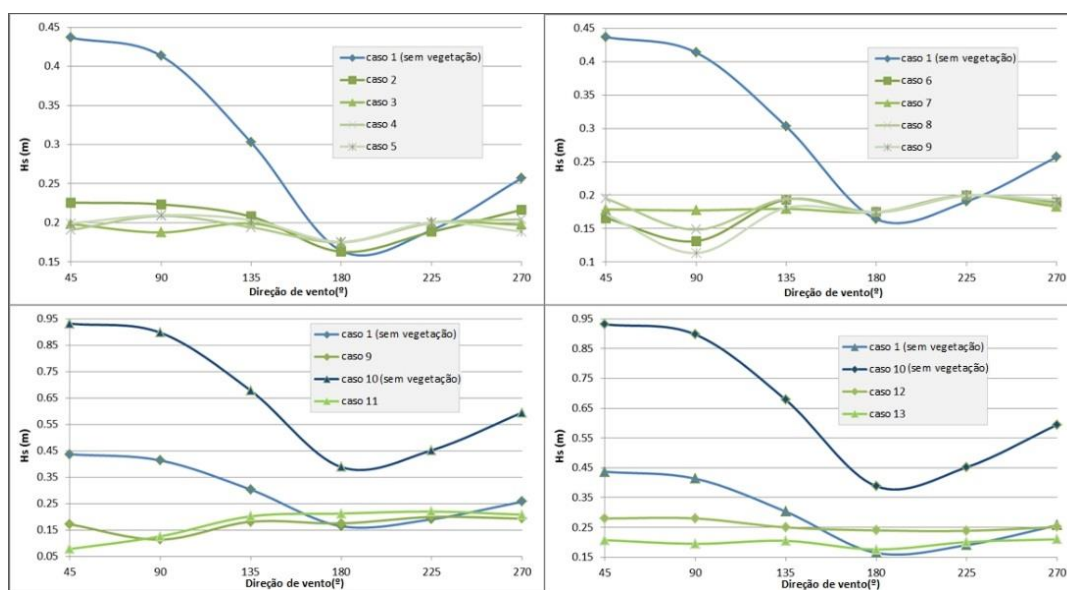 0.45
0.4
0.35
0.3
0.25
0.2
0.15
Hs (m)
45
90
135
180
225
270
Direção de vento(º)
caso 1 (sem vegetação)
caso 2
caso 3
caso 4
caso 5
0.45
0.4
0.35
0.3
0.25
0.2
0.15
0.1
Hs (m)
45
90
135
180
225
270
Direção de vento(º)
caso 1 (sem vegetação)
caso 6
caso 7
caso 8
caso 9
0.95
0.85
0.75
0.65
0.55
0.45
0.35
0.25
0.15
0.05
Hs (m)
45
90
135
180
225
270
Direção de vento(º)
caso 1 (sem vegetação)
caso 9
caso 10 (sem vegetação)
caso 11
0.95
0.85
0.75
0.65
0.55
0.45
0.35
0.25
0.15
Hs (m)
45
90
135
180
225
270
Direção de vento(º)
caso 1 (sem vegetação)
caso 10 (sem vegetação)
caso 12
caso 13